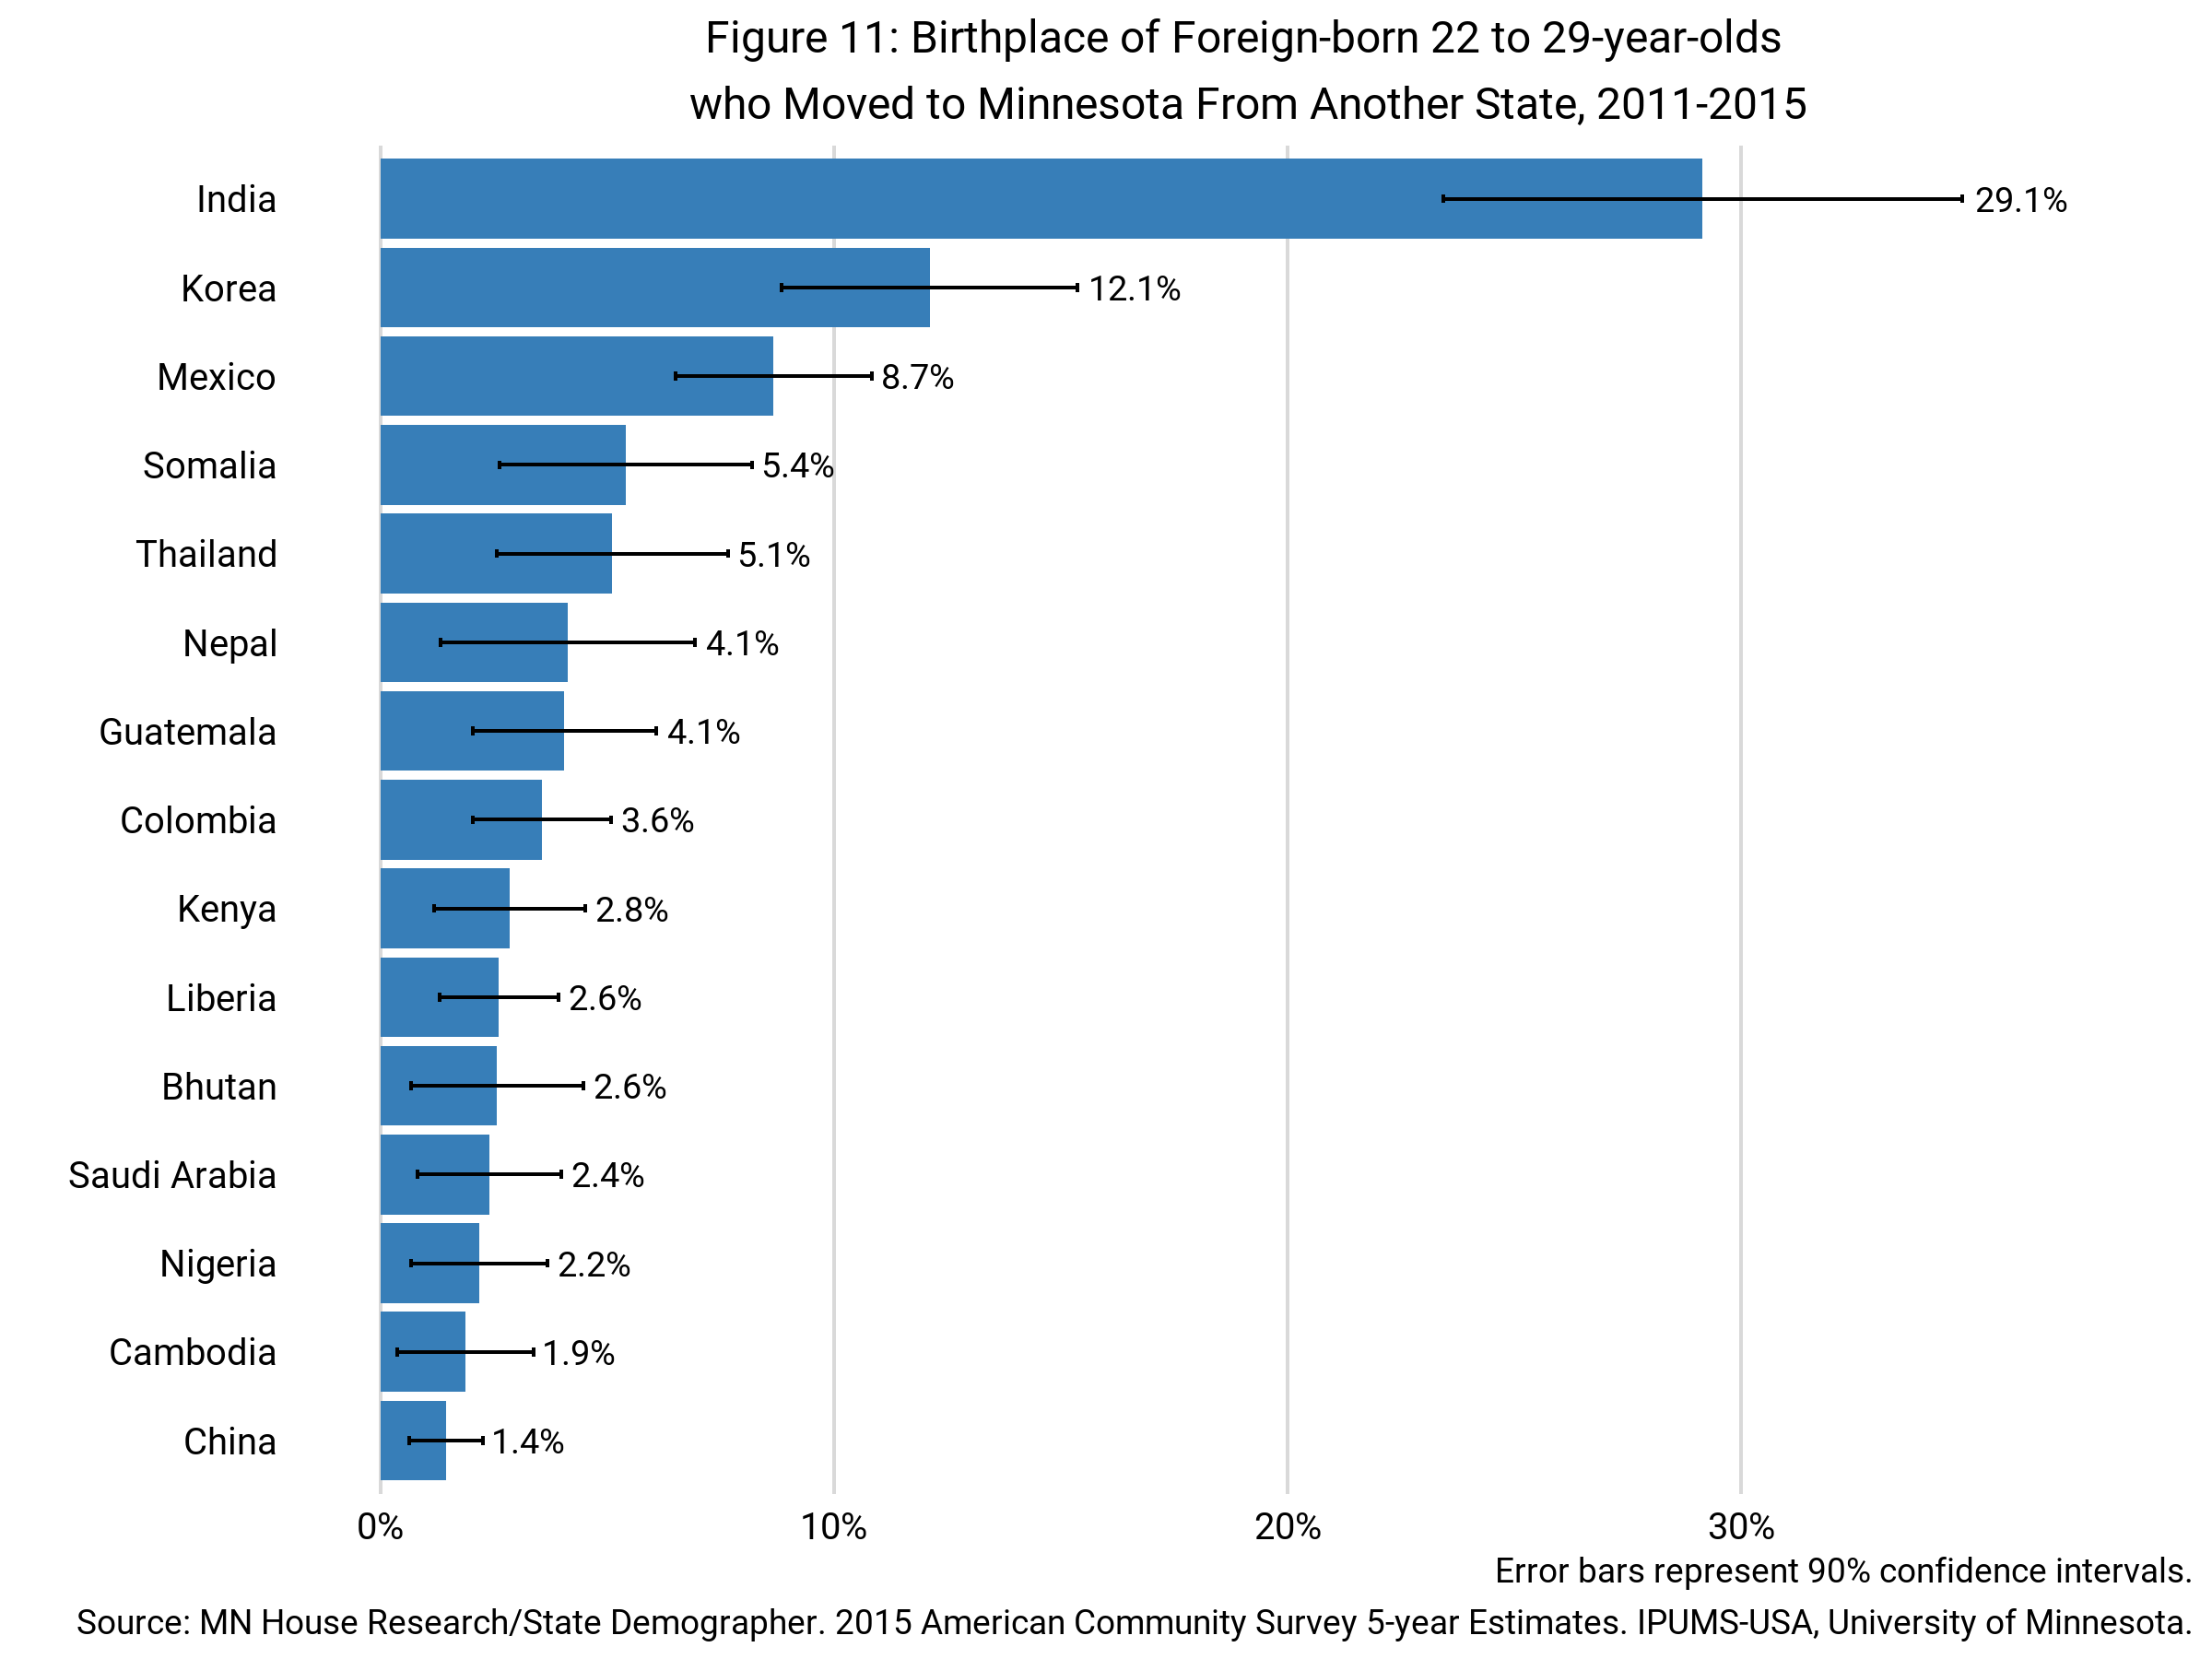 Figure 11: Birthplace of Foreign-born 22 to 29-year-olds
who Moved to Minnesota From Another State, 2011-2015
India 29.1%
Korea 12.1%
Mexico 8.7%
Somalia 5.4%
Thailand 5.1%
Nepal 4.1%
Guatemala 4.1%
Colombia 3.6%
Kenya 2.8%
Liberia 2.6%
Bhutan 2.6%
Saudi Arabia 2.4%
Nigeria 2.2%
Cambodia 1.9%
China 1.4%
0% 10% 20% 30%
Error bars represent 90% confidence intervals.
Source: MN House Research/State Demographer. 2015 American Community Survey 5-year Estimates. IPUMS-USA, University of Minnesota.